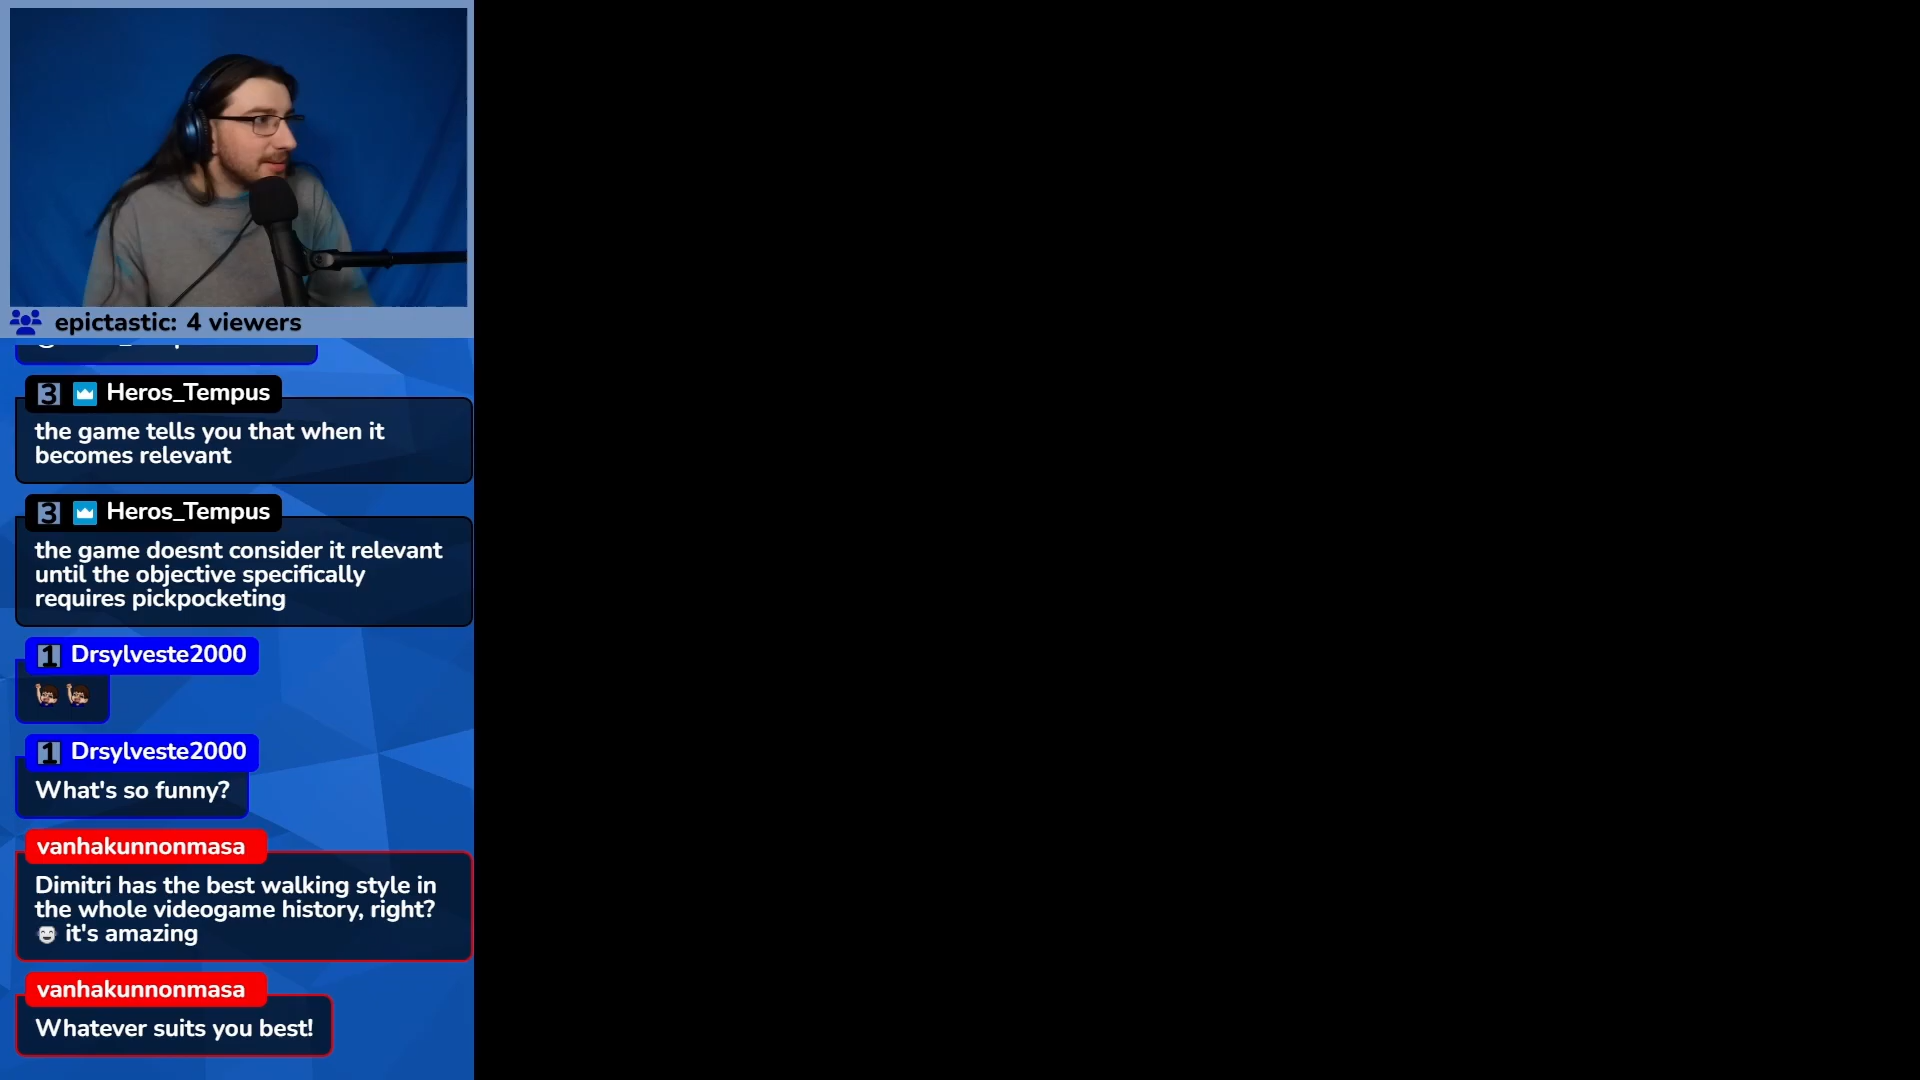 epictastic: 4 viewers
3 Heros_Tempus
the game tells you that when it
becomes relevant
3 Heros_Tempus
the game doesnt consider it relevant
until the objective specifically
requires pickpocketing
1 Drsylveste2000
1 Drsylveste2000
What's so funny?
vanhakunnonmasa
Dimitri has the best walking style in
the whole videogame history, right?
it's amazing
vanhakunnonmasa
Whatever suits you best!